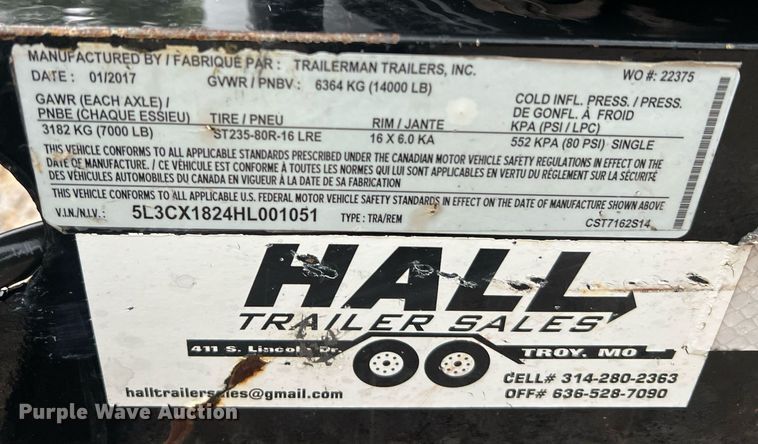 MANUFACTURED BY / FABRIQUÉ PAR : TRAILERMAN TRAILERS, INC.
DATE : 01/2017 GVWR / PNBV : 6364 KG (14000 LB) WO #: 22375
GAWR (EACH AXLE) / COLD INFL. PRESS. / PRESS.
PNBE (CHAQUE ESSIEU) TIRE / PNEU RIM / JANTE DE GONFL. À FROID
KPA (PSI / LPC)
3182 KG (7000 LB) ST235-80R-16 LRE 16 X 6.0 KA 552 KPA (80 PSI) SINGLE
THIS VEHICLE CONFORMS TO ALL APPLICABLE STANDARDS PRESCRIBED UNDER THE CANADIAN MOTOR VEHICLE SAFETY REGULATIONS IN EFFECT ON THE
DATE OF MANUFACTURE. / CE VÉHICULE EST CONFORME À TOUTES LES NORMES QUI LUI SONT APPLICABLES EN VERTU DU RÈGLEMENT SUR LA SÉCURITÉ
DES VÉHICULES AUTOMOBILES DU CANADA EN VIGUEUR À LA DATE DE SA FABRICATION
THIS VEHICLE CONFORMS TO ALL APPLICABLE U.S. FEDERAL MOTOR VEHICLE SAFETY STANDARDS IN EFFECT ON THE DATE OF MANUFACTURE SHOWN ABOVE.
V.I.N./N.I.V.: 5L3CX1824HL001051 TYPE : TRA/REM CST7162S14
HALL
TRAILER SALES
411 S. Lincoln Dr TROY, MO
CELL# 314-280-2363
halltrailersales@gmail.com OFF# 636-528-7090
Purple Wave Auction